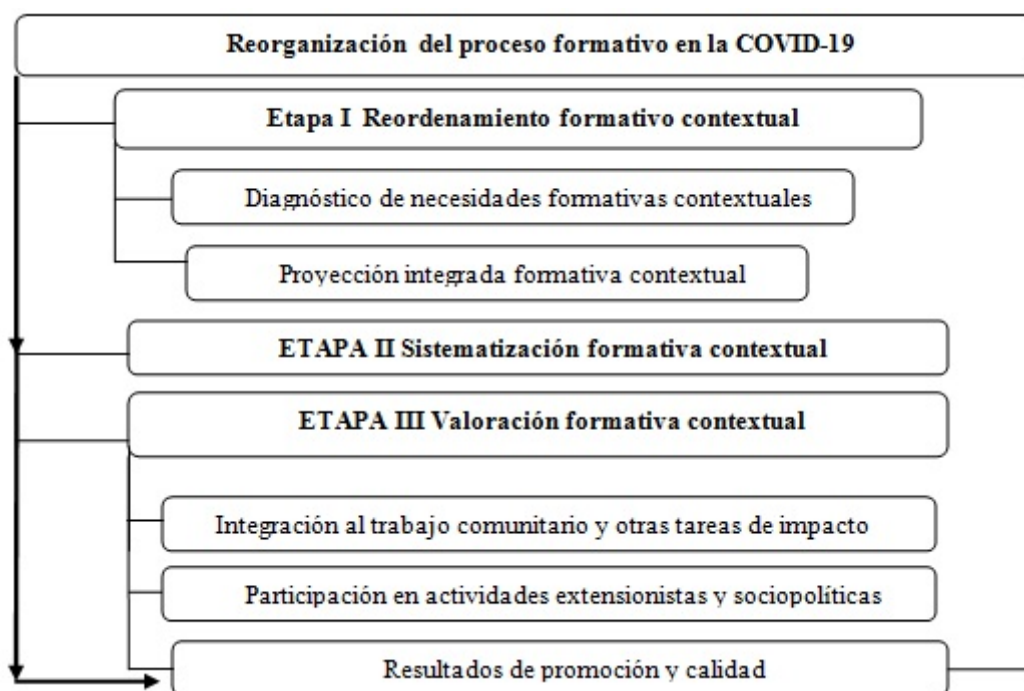 Reorganización del proceso formativo en la COVID-19
Etapa I Reordenamiento formativo contextual
Diagnóstico de necesidades formativas contextuales
Proyección integrada formativa contextual
ETAPA II Sistematización formativa contextual
ETAPA III Valoración formativa contextual
Integración al trabajo comunitario y otras tareas de impacto
Participación en actividades extensionistas y sociopolíticas
Resultados de promoción y calidad